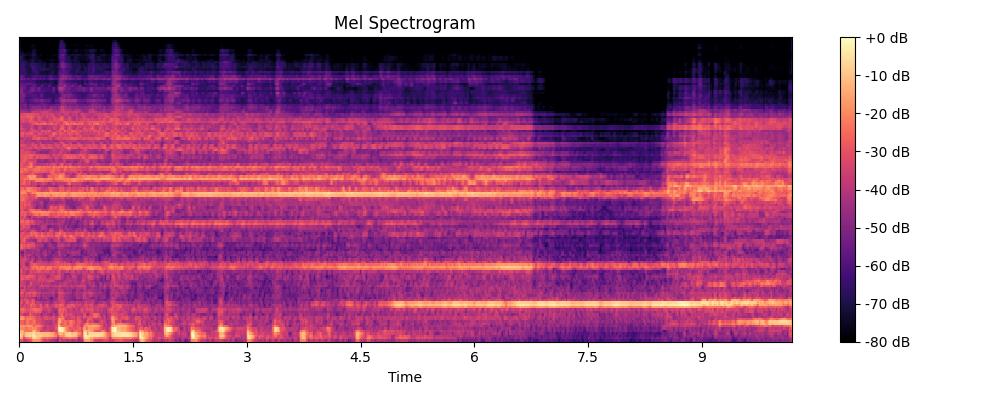 Mel Spectrogram
+0 dB
-10 dB
-20 dB
-30 dB
-40 dB
-50 dB
-60 dB
-70 dB
-80 dB
0 1.5 3 4.5 6 7.5 9
Time